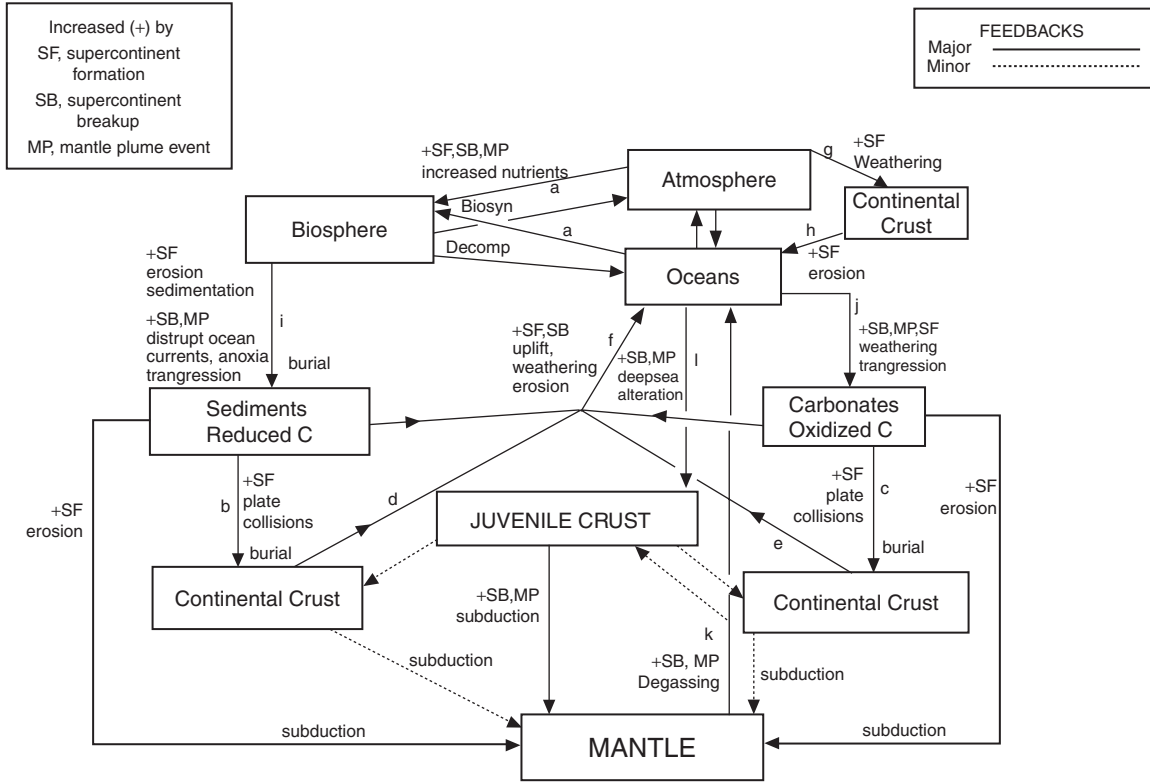 Increased (+) by
SF, supercontinent
formation
SB, supercontinent
breakup
MP, mantle plume event
FEEDBACKS
Major
Minor
+SF,SB,MP
increased nutrients
a
Biosyn
Atmosphere
g
+SF
Weathering
Continental
Crust
Biosphere
a
Decomp
h
+SF
erosion
Oceans
+SF
erosion
sedimentation
i
+SB,MP
distrupt ocean
currents, anoxia
trangression
burial
+SF,SB
uplift,
weathering
erosion
f
+SB,MP
deepsea
alteration
l
j
+SB,MP,SF
weathering
trangression
Sediments
Reduced C
Carbonates
Oxidized C
+SF
erosion
b
+SF
plate
collisions
burial
d
JUVENILE CRUST
e
+SF
plate
collisions
c
burial
+SF
erosion
Continental Crust
+SB,MP
subduction
Continental Crust
k
+SB, MP
Degassing
subduction
subduction
subduction
MANTLE
subduction